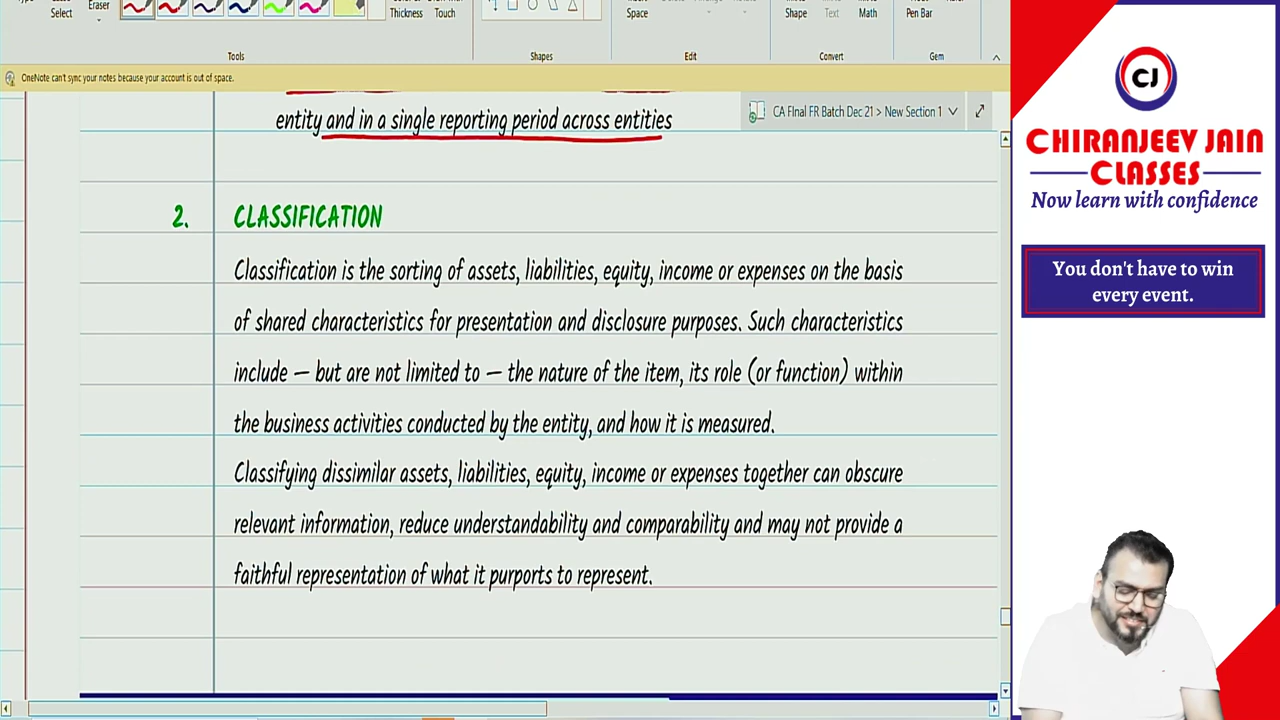 Eraser
Select
Thickness
Touch
Space
Shape
Text
Math
Pen Bar
Tools
Shapes
Edit
Convert
Gem
OneNote can't sync your notes because your account is out of space.
CA FInal FR Batch Dec 21 > New Section 1
entity and in a single reporting period across entities
2. CLASSIFICATION
Classification is the sorting of assets, liabilities, equity, income or expenses on the basis
of shared characteristics for presentation and disclosure purposes. Such characteristics
include – but are not limited to – the nature of the item, its role (or function) within
the business activities conducted by the entity, and how it is measured.
Classifying dissimilar assets, liabilities, equity, income or expenses together can obscure
relevant information, reduce understandability and comparability and may not provide a
faithful representation of what it purports to represent.
CJ
CHIRANJEEV JAIN
CLASSES
Now learn with confidence
You don't have to win
every event.